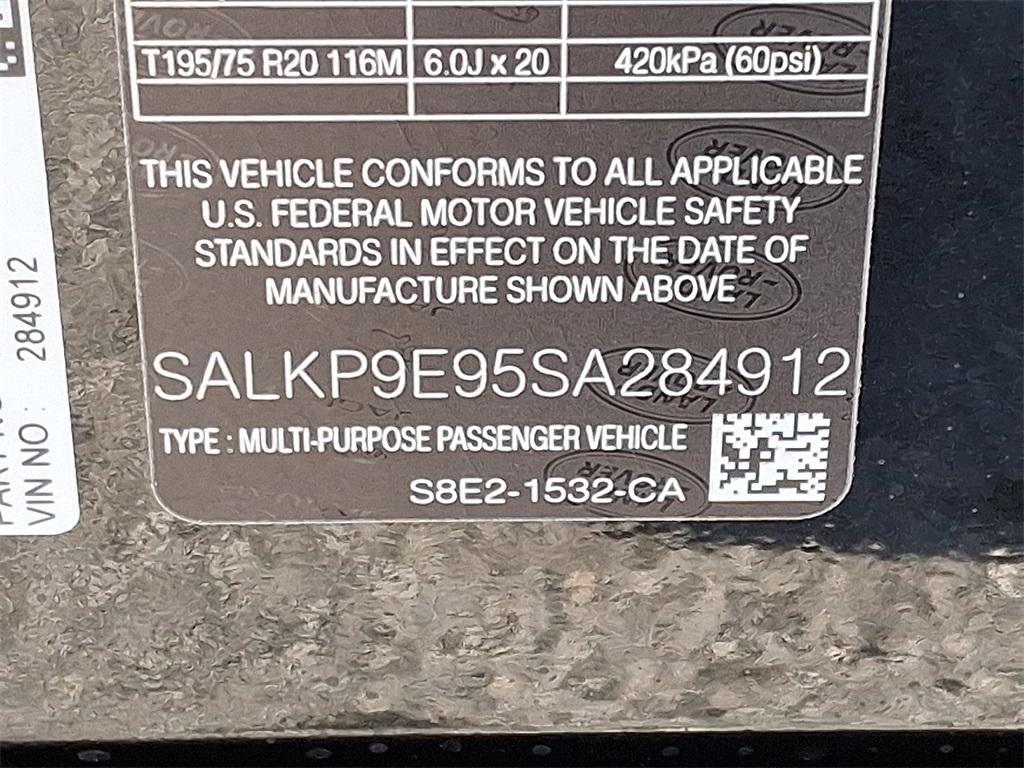 T195/75 R20 116M 6.0J x 20 420kPa (60psi)
THIS VEHICLE CONFORMS TO ALL APPLICABLE
U.S. FEDERAL MOTOR VEHICLE SAFETY
STANDARDS IN EFFECT ON THE DATE OF
MANUFACTURE SHOWN ABOVE
SALKP9E95SA284912
TYPE : MULTI-PURPOSE PASSENGER VEHICLE
S8E2-1532-CA
VIN NO : 284912
LAND
ROVER